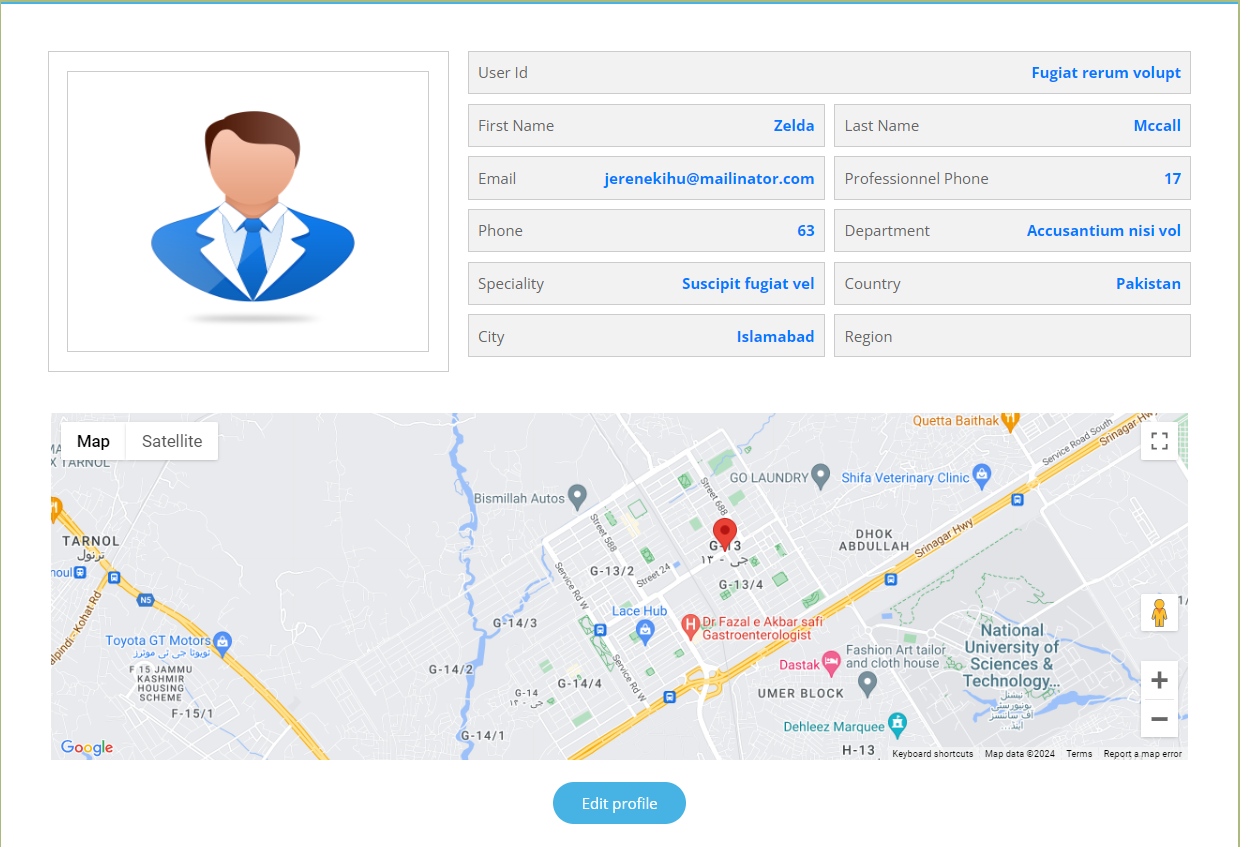 User Id Fugiat rerum volupt
First Name Zelda
Last Name Mccall
Email jerenekihu@mailinator.com
Professionnel Phone 17
Phone 63
Department Accusantium nisi vol
Speciality Suscipit fugiat vel
Country Pakistan
City Islamabad
Region
Map Satellite
TARNOL
Quetta Baithak
Service Road South
Srinagar Hwy
GO LAUNDRY
Shifa Veterinary Clinic
Bismillah Autos
Street 688
Street 588
TARNOL
ترنول
G-13
جی - ١٣
DHOK
ABDULLAH
Srinagar Hwy
G-13/2
Street 24
G-13/4
Service Rd W
N5
Lace Hub
G-14/3
Dr Fazal e Akbar safi
Gastroenterologist
Toyota GT Motors
ٹویوٹا جی ٹی موٹرز
National
University of
Sciences &
Technology...
Fashion Art tailor
and cloth house
Dastak
F 15 JAMMU
KASHMIR
HOUSING
SCHEME
G-14/2
G-14/4
Service Rd W
G-14
UMER BLOCK
F-15/1
Dehleez Marquee
G-14/1
H-13
Google
Keyboard shortcuts Map data ©2024 Terms Report a map error
Edit profile